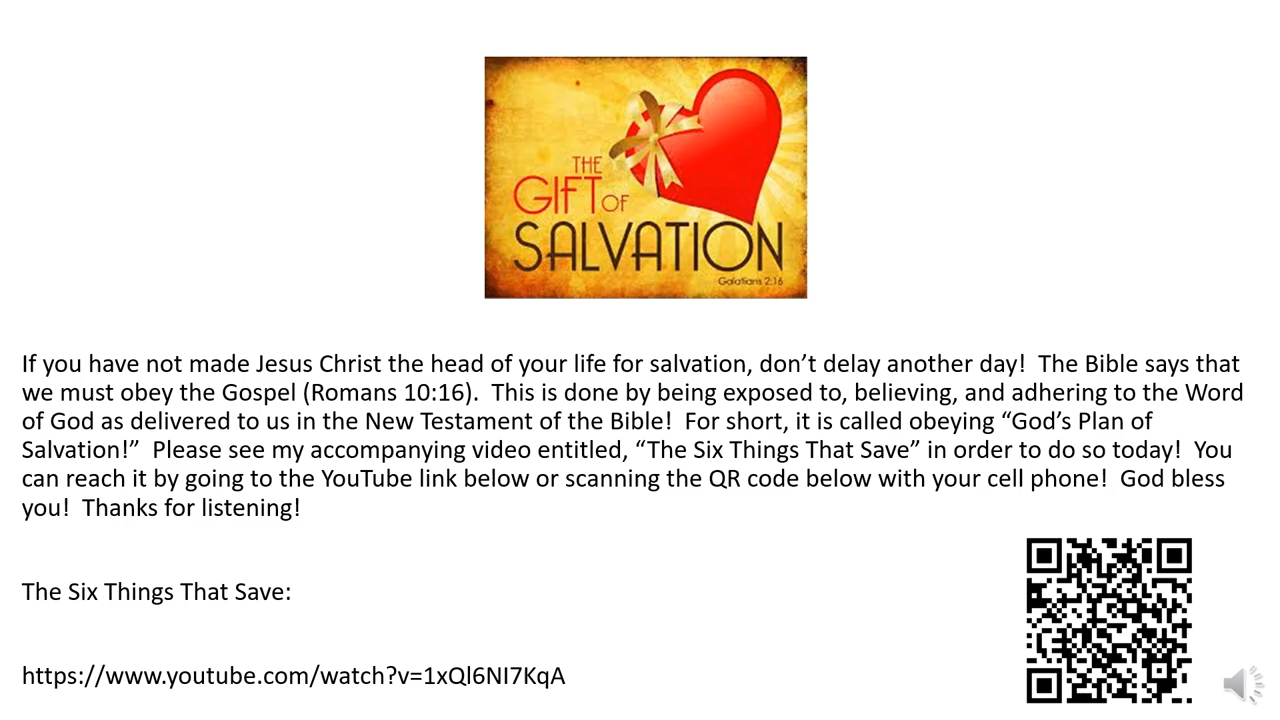 THE
GIFT OF
SALVATION
Galatians 2:16
If you have not made Jesus Christ the head of your life for salvation, don’t delay another day!  The Bible says that
we must obey the Gospel (Romans 10:16).  This is done by being exposed to, believing, and adhering to the Word
of God as delivered to us in the New Testament of the Bible!  For short, it is called obeying “God’s Plan of
Salvation!”  Please see my accompanying video entitled, “The Six Things That Save” in order to do so today!  You
can reach it by going to the YouTube link below or scanning the QR code below with your cell phone!  God bless
you!  Thanks for listening!
The Six Things That Save:
https://www.youtube.com/watch?v=1xQl6NI7KqA